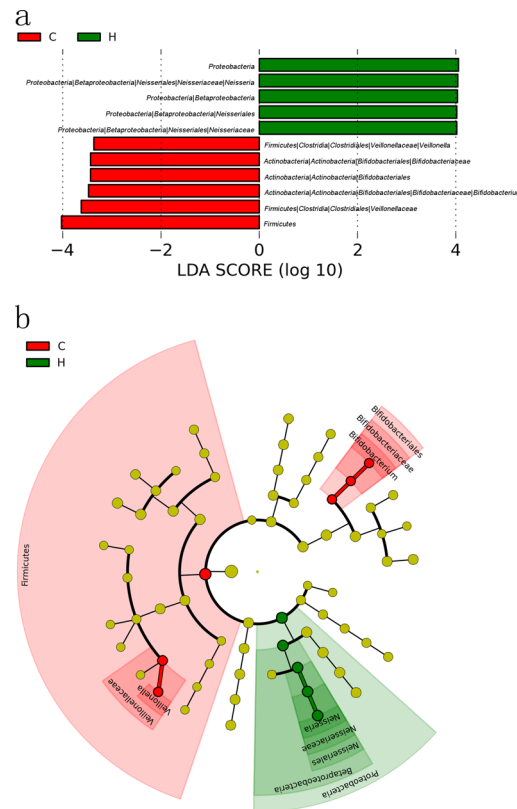 a
C
H
Proteobacteria
Proteobacteria|Betaproteobacteria|Neisseriales|Neisseriaceae|Neisseria
Proteobacteria|Betaproteobacteria
Proteobacteria|Betaproteobacteria|Neisseriales
Proteobacteria|Betaproteobacteria|Neisseriales|Neisseriaceae
Firmicutes|Clostridia|Clostridiales|Veillonellaceae|Veillonella
Actinobacteria|Actinobacteria|Bifidobacteriales|Bifidobacteriaceae
Actinobacteria|Actinobacteria|Bifidobacteriales
Actinobacteria|Actinobacteria|Bifidobacteriales|Bifidobacteriaceae|Bifidobacteriu
Firmicutes|Clostridia|Clostridiales|Veillonellaceae
Firmicutes
−4 −2 0 2 4
LDA SCORE (log 10)
b
C
H
Bifidobacteriales
Bifidobacteriaceae
Bifidobacterium
Firmicutes
Veillonella
Veillonellaceae
Neisseria
Neisseriaceae
Neisseriales
Betaproteobacteria
Proteobacteria